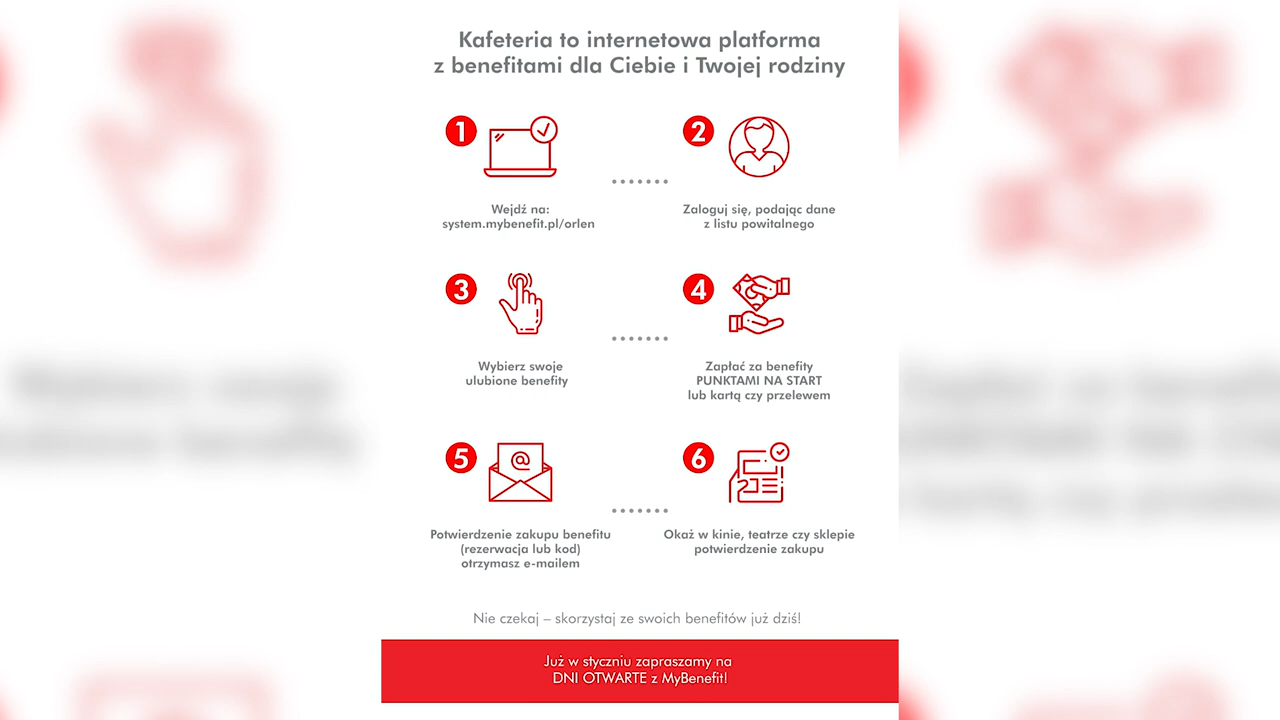 Kafeteria to internetowa platforma
z benefitami dla Ciebie i Twojej rodziny
1
Wejdź na:
system.mybenefit.pl/orlen
2
Zaloguj się, podając dane
z listu powitalnego
3
Wybierz swoje
ulubione benefity
4
Zapłać za benefity
PUNKTAMI NA START
lub kartą czy przelewem
5
@
Potwierdzenie zakupu benefitu
(rezerwacja lub kod)
otrzymasz e-mailem
6
Okaż w kinie, teatrze czy sklepie
potwierdzenie zakupu
Nie czekaj – skorzystaj ze swoich benefitów już dziś!
Już w styczniu zapraszamy na
DNI OTWARTE z MyBenefit!